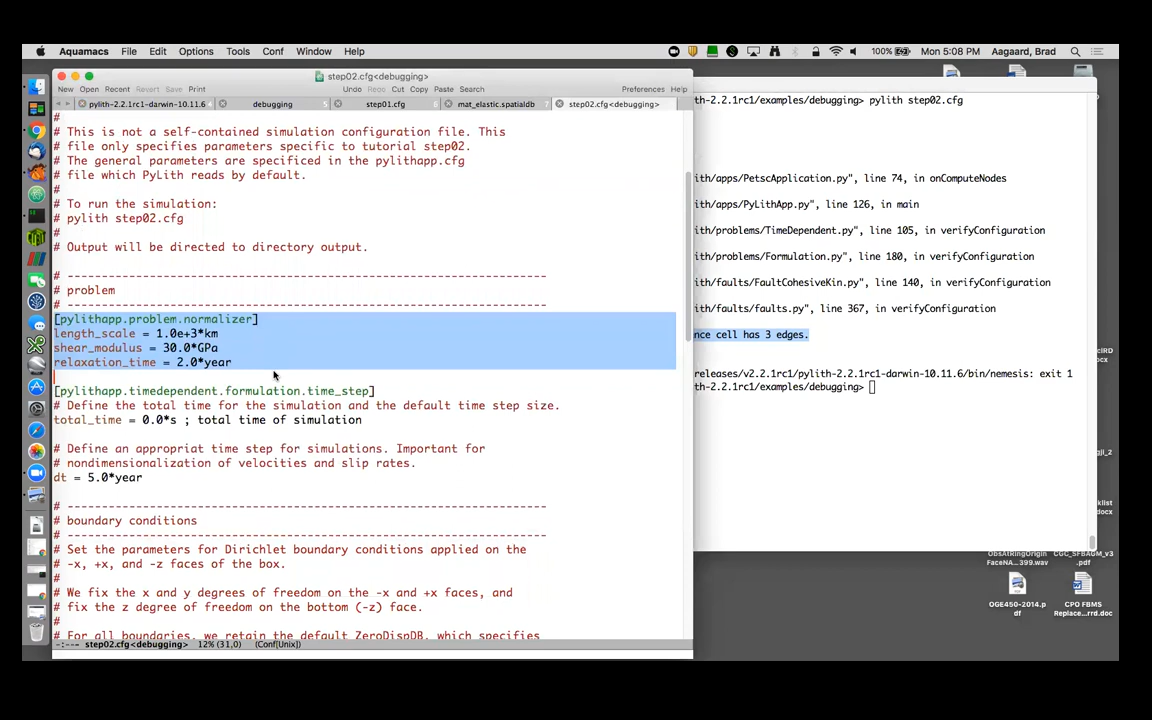 Aquamacs File Edit Options Tools Conf Window Help
100% Mon 5:08 PM Aagaard, Brad
step02.cfg<debugging>
New Open Recent Revert Save Print Undo Redo Cut Copy Paste Search Preferences Help
pylith-2.2.1rc1-darwin-10.11.6 debugging step01.cfg mat_elastic.spatialdb step02.cfg<debugging>
#
# This is not a self-contained simulation configuration file. This
# file only specifies parameters specific to tutorial step02.
# The general parameters are specificed in the pylithapp.cfg
# file which PyLith reads by default.
#
# To run the simulation:
# pylith step02.cfg
#
# Output will be directed to directory output.
# ----------------------------------------------------------------------
# problem
# ----------------------------------------------------------------------
[pylithapp.problem.normalizer]
length_scale = 1.0e+3*km
shear_modulus = 30.0*GPa
relaxation_time = 2.0*year
[pylithapp.timedependent.formulation.time_step]
# Define the total time for the simulation and the default time step size.
total_time = 0.0*s ; total time of simulation
# Define an appropriat time step for simulations. Important for
# nondimensionalization of velocities and slip rates.
dt = 5.0*year
# ----------------------------------------------------------------------
# boundary conditions
# ----------------------------------------------------------------------
# Set the parameters for Dirichlet boundary conditions applied on the
# -x, +x, and -z faces of the box.
#
# We fix the x and y degrees of freedom on the -x and +x faces, and
# fix the z degree of freedom on the bottom (-z) face.
#
# For all boundaries, we retain the default ZeroDispDB, which specifies
-:--- step02.cfg<debugging> 12% (31,0) (Conf[Unix])
th-2.2.1rc1/examples/debugging> pylith step02.cfg
ith/apps/PetscApplication.py", line 74, in onComputeNodes
ith/apps/PyLithApp.py", line 126, in main
ith/problems/TimeDependent.py", line 105, in verifyConfiguration
ith/problems/Formulation.py", line 180, in verifyConfiguration
ith/faults/FaultCohesiveKin.py", line 140, in verifyConfiguration
ith/faults/faults.py", line 367, in verifyConfiguration
nce cell has 3 edges.
releases/v2.2.1rc1/pylith-2.2.1rc1-darwin-10.11.6/bin/nemesis: exit 1
th-2.2.1rc1/examples/debugging>
ObsAtRingOrigin
FaceNA...399.wav
CGC_SFBAGM_v3
.pdf
OGE450-2014.p
df
CPO FBMS
Replace...rrd.doc